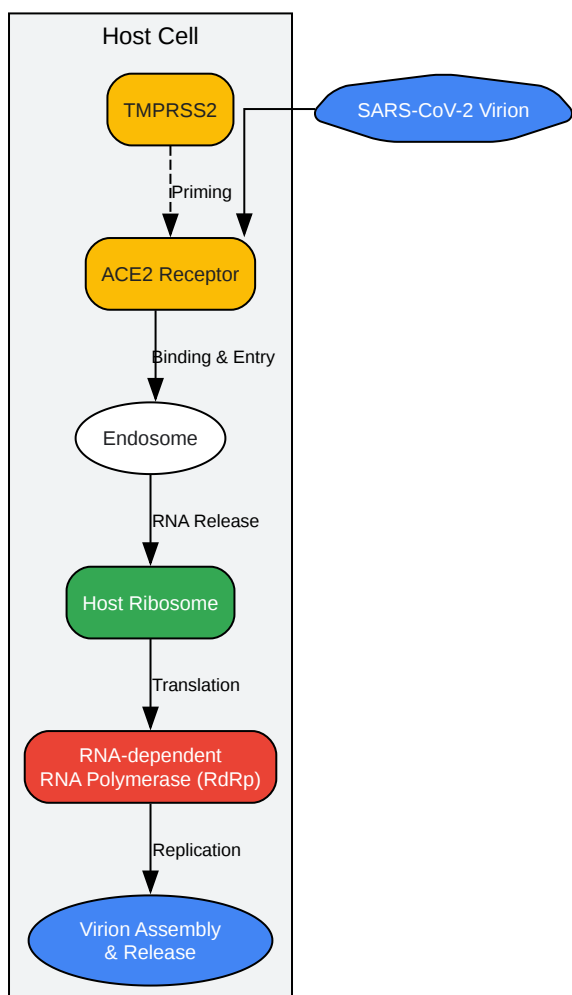 Host Cell
TMPRSS2
SARS-CoV-2 Virion
Priming
ACE2 Receptor
Binding & Entry
Endosome
RNA Release
Host Ribosome
Translation
RNA-dependent
RNA Polymerase (RdRp)
Replication
Virion Assembly
& Release